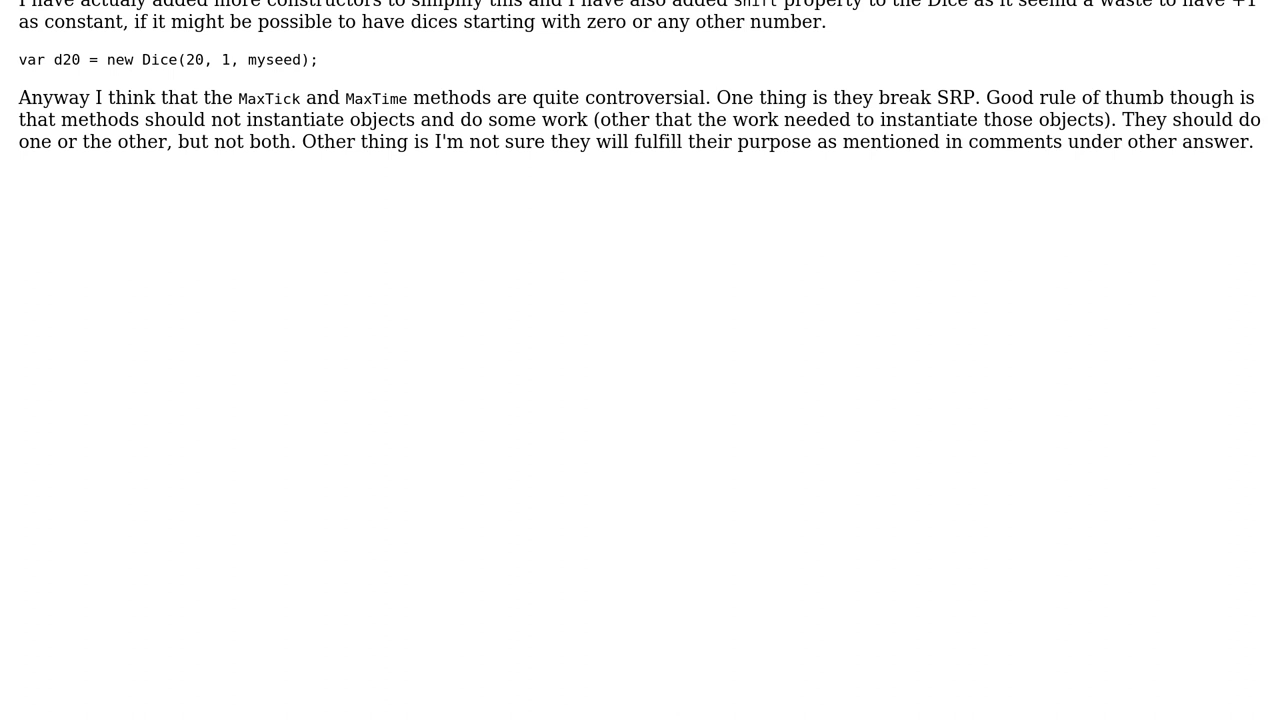 I have actualy added more constructors to simplify this and I have also added Shift property to the Dice as it seemd a waste to have +1
as constant, if it might be possible to have dices starting with zero or any other number.
var d20 = new Dice(20, 1, myseed);
Anyway I think that the MaxTick and MaxTime methods are quite controversial. One thing is they break SRP. Good rule of thumb though is
that methods should not instantiate objects and do some work (other that the work needed to instantiate those objects). They should do
one or the other, but not both. Other thing is I'm not sure they will fulfill their purpose as mentioned in comments under other answer.